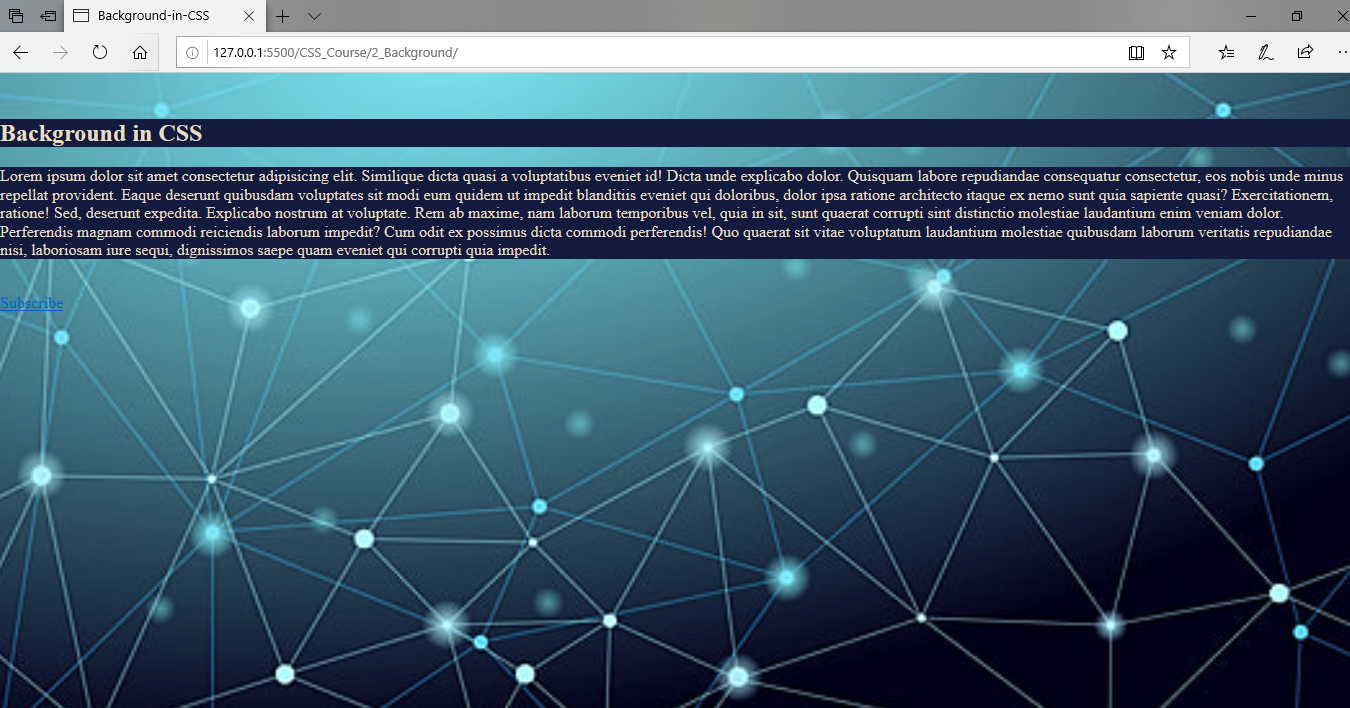 Background-in-CSS
127.0.0.1:5500/CSS_Course/2_Background/
Background in CSS
Lorem ipsum dolor sit amet consectetur adipisicing elit. Similique dicta quasi a voluptatibus eveniet id! Dicta unde explicabo dolor. Quisquam labore repudiandae consequatur consectetur, eos nobis unde minus
repellat provident. Eaque deserunt quibusdam voluptates sit modi eum quidem ut impedit blanditiis eveniet qui doloribus, dolor ipsa ratione architecto itaque ex nemo sunt quia sapiente quasi? Exercitationem,
ratione! Sed, deserunt expedita. Explicabo nostrum at voluptate. Rem ab maxime, nam laborum temporibus vel, quia in sit, sunt quaerat corrupti sint distinctio molestiae laudantium enim veniam dolor.
Perferendis magnam commodi reiciendis laborum impedit? Cum odit ex possimus dicta commodi perferendis! Quo quaerat sit vitae voluptatum laudantium molestiae quibusdam laborum veritatis repudiandae
nisi, laboriosam iure sequi, dignissimos saepe quam eveniet qui corrupti quia impedit.
Subscribe